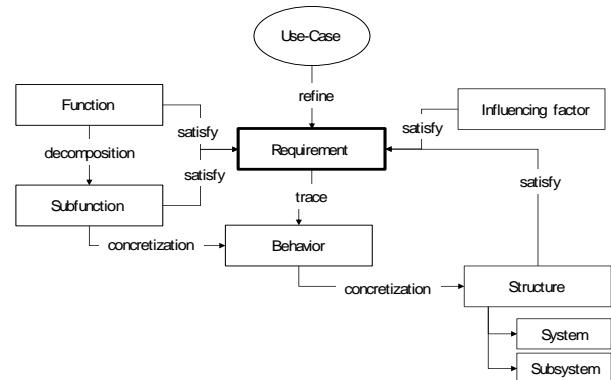 Use-Case
refine
Function
satisfy
satisfy
Influencing factor
decomposition
Requirement
satisfy
satisfy
Subfunction
trace
concretization
Behavior
concretization
Structure
System
Subsystem